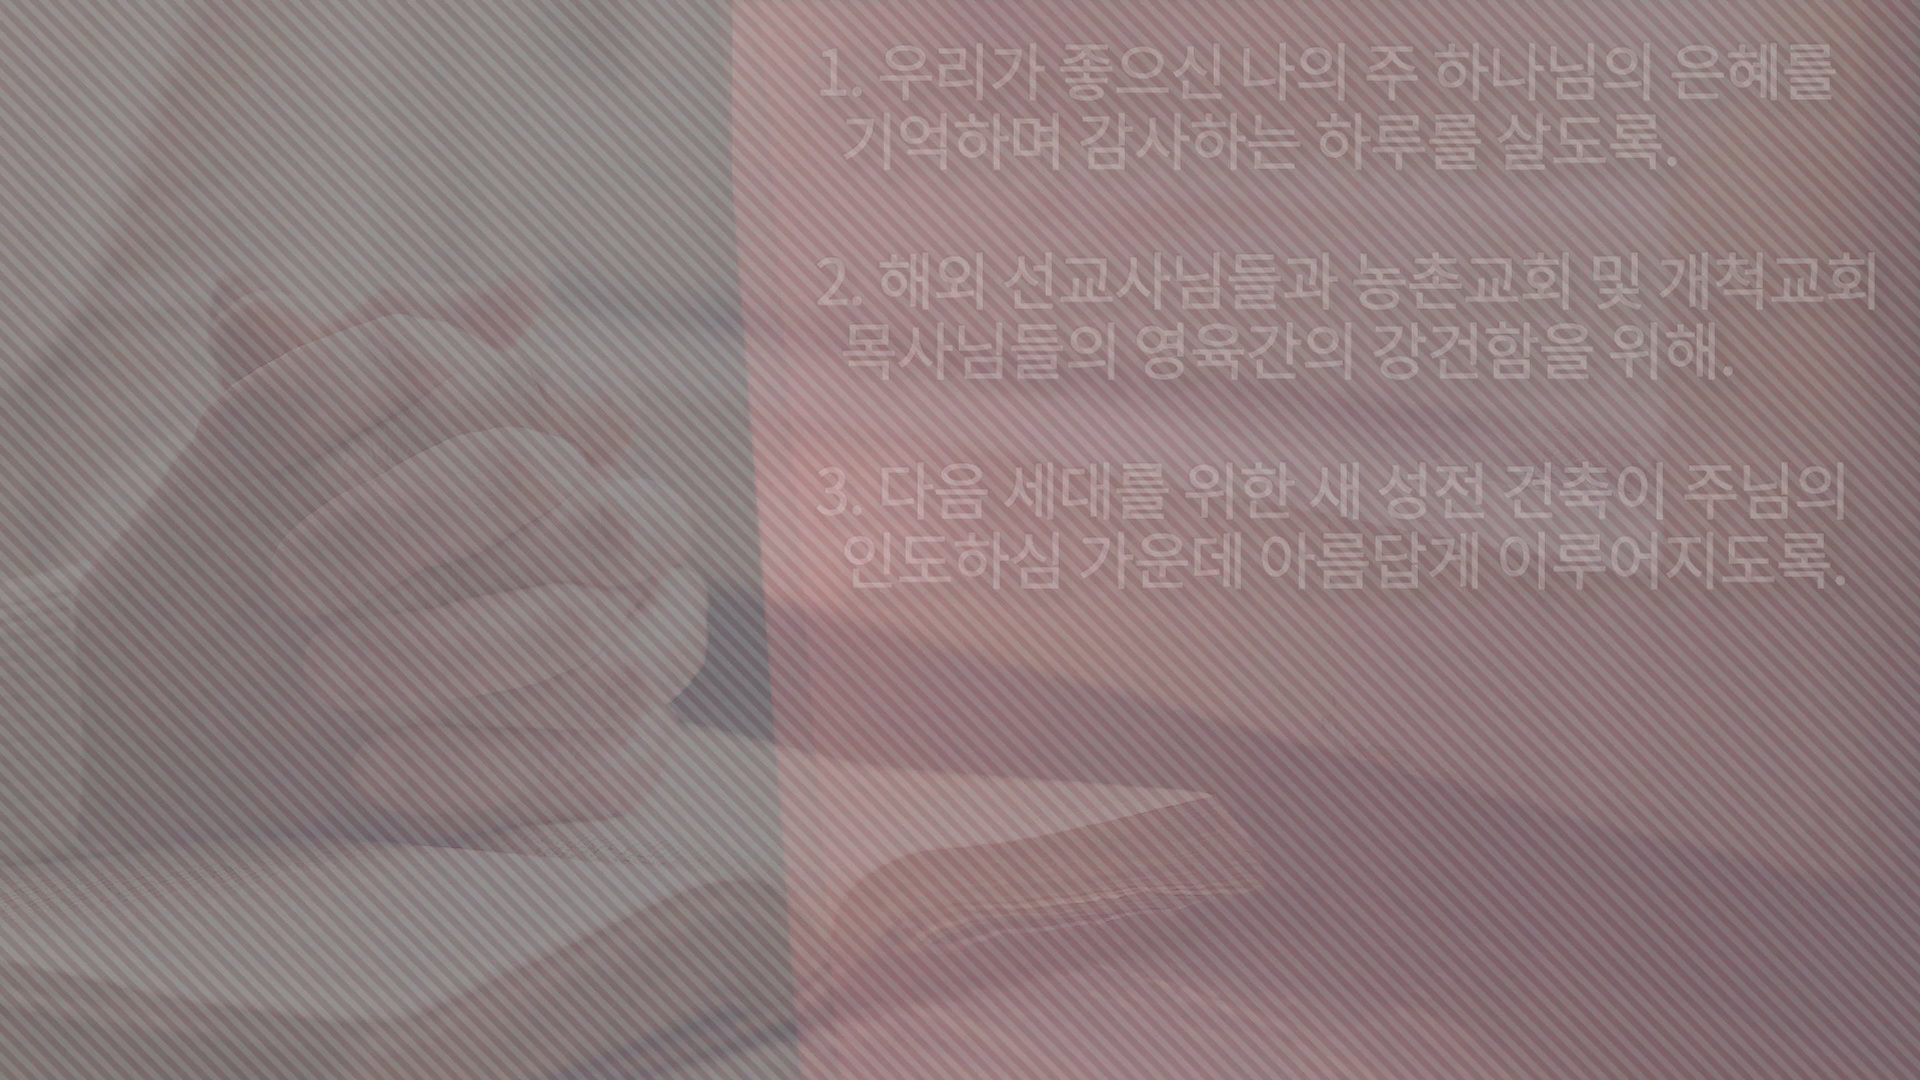 1. 우리가 좋으신 나의 주 하나님의 은혜를
기억하며 감사하는 하루를 살도록.
2. 해외 선교사님들과 농촌교회 및 개척교회
목사님들의 영육간의 강건함을 위해.
3. 다음 세대를 위한 새 성전 건축이 주님의
인도하심 가운데 아름답게 이루어지도록.